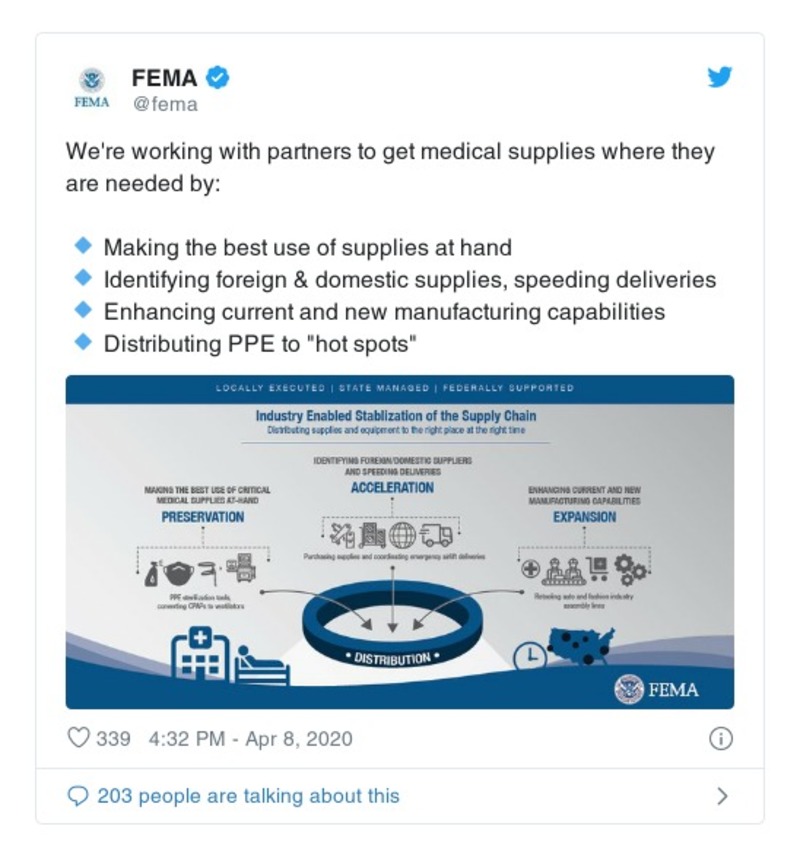 FEMA
@fema
FEMA
We're working with partners to get medical supplies where they
are needed by:
Making the best use of supplies at hand
Identifying foreign & domestic supplies, speeding deliveries
Enhancing current and new manufacturing capabilities
Distributing PPE to "hot spots"
LOCALLY EXECUTED | STATE MANAGED | FEDERALLY SUPPORTED
Industry Enabled Stablization of the Supply Chain
Distributing supplies and equipment to the right place at the right time
MAKING THE BEST USE OF CRITICAL
MEDICAL SUPPLIES AT-HAND
PRESERVATION
PPE sterilization tools,
converting CPAPs to ventilators
IDENTIFYING FOREIGN/DOMESTIC SUPPLIERS
AND SPEEDING DELIVERIES
ACCELERATION
Purchasing supplies and coordinating emergency airlift deliveries
ENHANCING CURRENT AND NEW
MANUFACTURING CAPABILITIES
EXPANSION
Retooling auto and fashion industry
assembly lines
• DISTRIBUTION •
FEMA
339 4:32 PM - Apr 8, 2020
203 people are talking about this